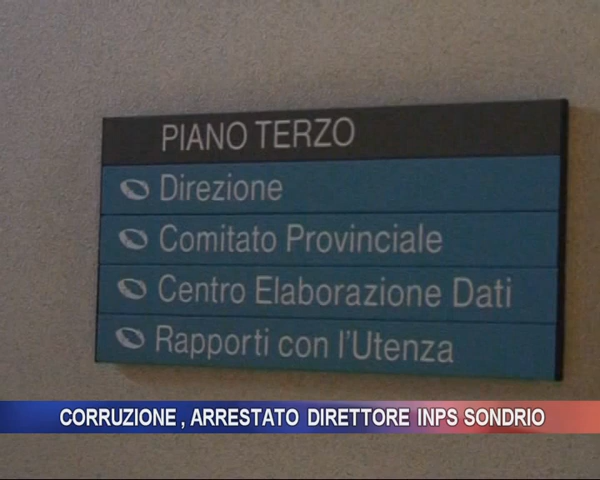 PIANO TERZO
Direzione
Comitato Provinciale
Centro Elaborazione Dati
Rapporti con l'Utenza
CORRUZIONE, ARRESTATO DIRETTORE INPS SONDRIO